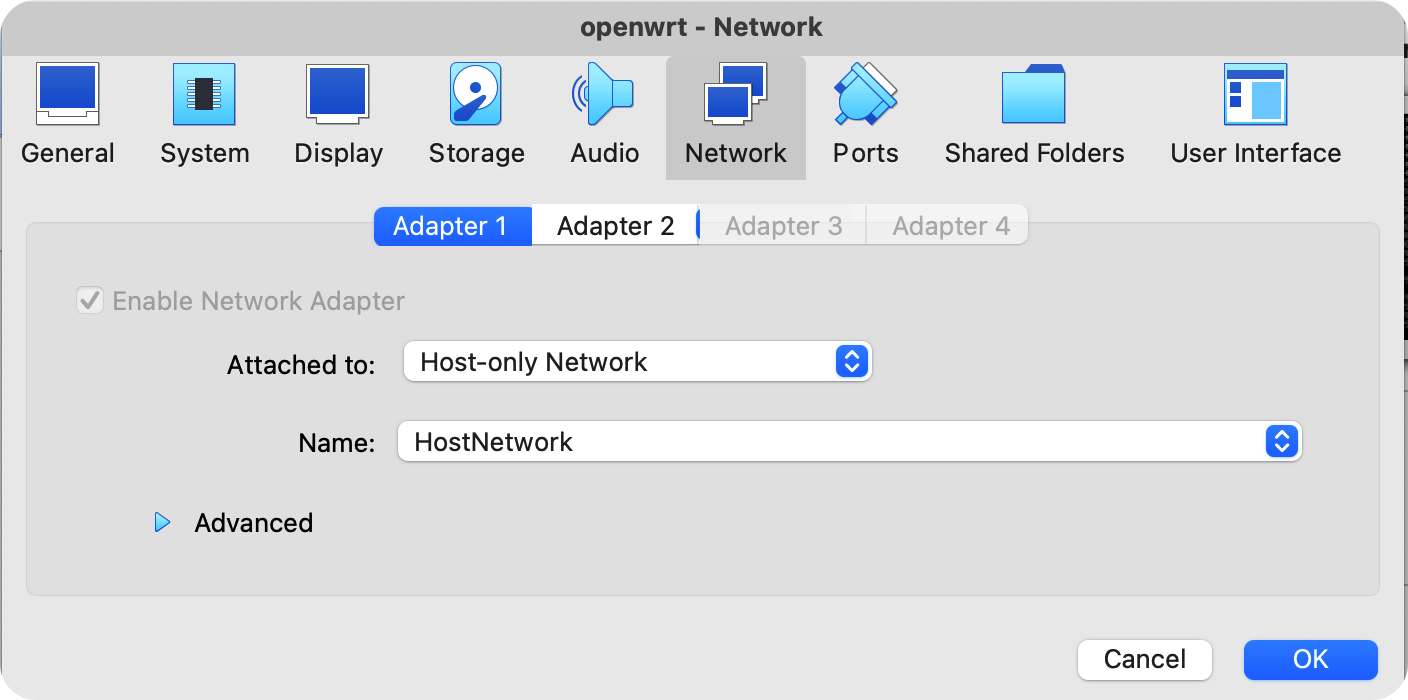 openwrt - Network
General System Display Storage Audio Network Ports Shared Folders User Interface
Adapter 1 Adapter 2 Adapter 3 Adapter 4
Enable Network Adapter
Attached to: Host-only Network
Name: HostNetwork
Advanced
Cancel OK